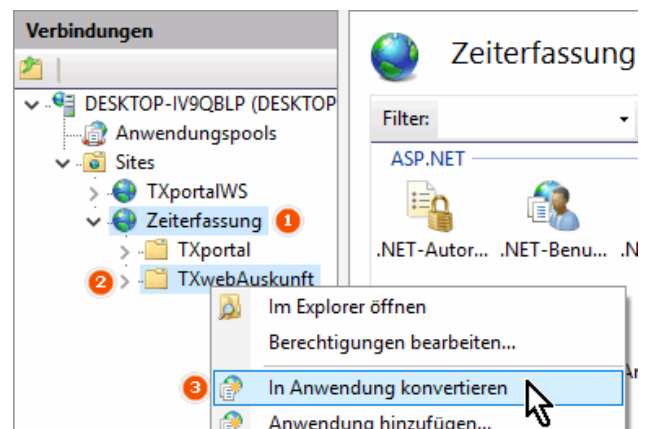 Verbindungen
DESKTOP-IV9QBLP (DESKTOP
Anwendungspools
Sites
TXportalWS
Zeiterfassung 1
TXportal
2 TXwebAuskunft
Im Explorer öffnen
Berechtigungen bearbeiten...
3 In Anwendung konvertieren
Anwendung hinzufügen...
Zeiterfassung
Filter:
ASP.NET
.NET-Autor... .NET-Benu... .N